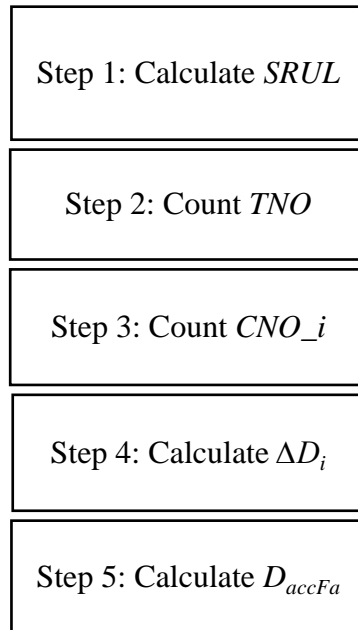 Step 1: Calculate SRUL
Step 2: Count TNO
Step 3: Count CNO_i
Step 4: Calculate ΔDᵢ
Step 5: Calculate D_accFa